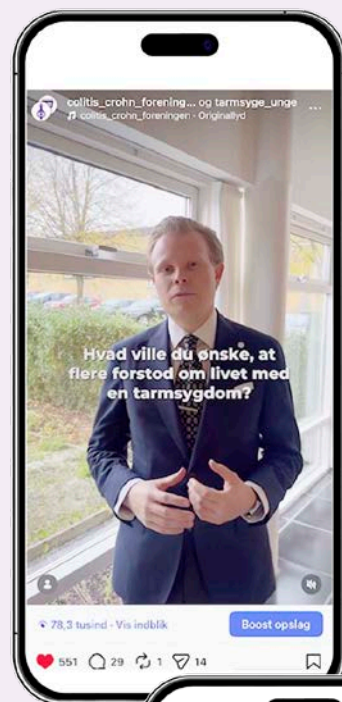 colitis_crohn_forening... og tarmsyge_unge
colitis_crohn_foreningen • Originallyd
Hvad ville du ønske, at
flere forstod om livet med
en tarmsygdom?
78,3 tusind - Vis indblik
Boost opslag
551 29 1 14